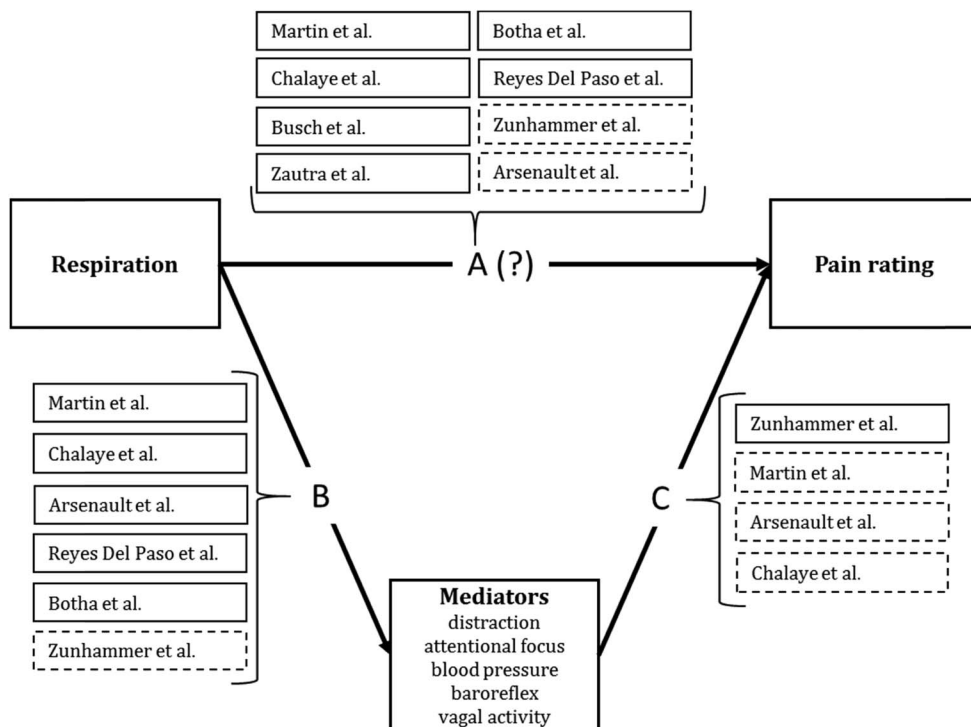 Martin et al.
Botha et al.
Chalaye et al.
Reyes Del Paso et al.
Busch et al.
Zunhammer et al.
Zautra et al.
Arsenault et al.
Respiration
A (?)
Pain rating
Martin et al.
Chalaye et al.
Arsenault et al.
Reyes Del Paso et al.
Botha et al.
Zunhammer et al.
B
C
Zunhammer et al.
Martin et al.
Arsenault et al.
Chalaye et al.
Mediators
distraction
attentional focus
blood pressure
baroreflex
vagal activity